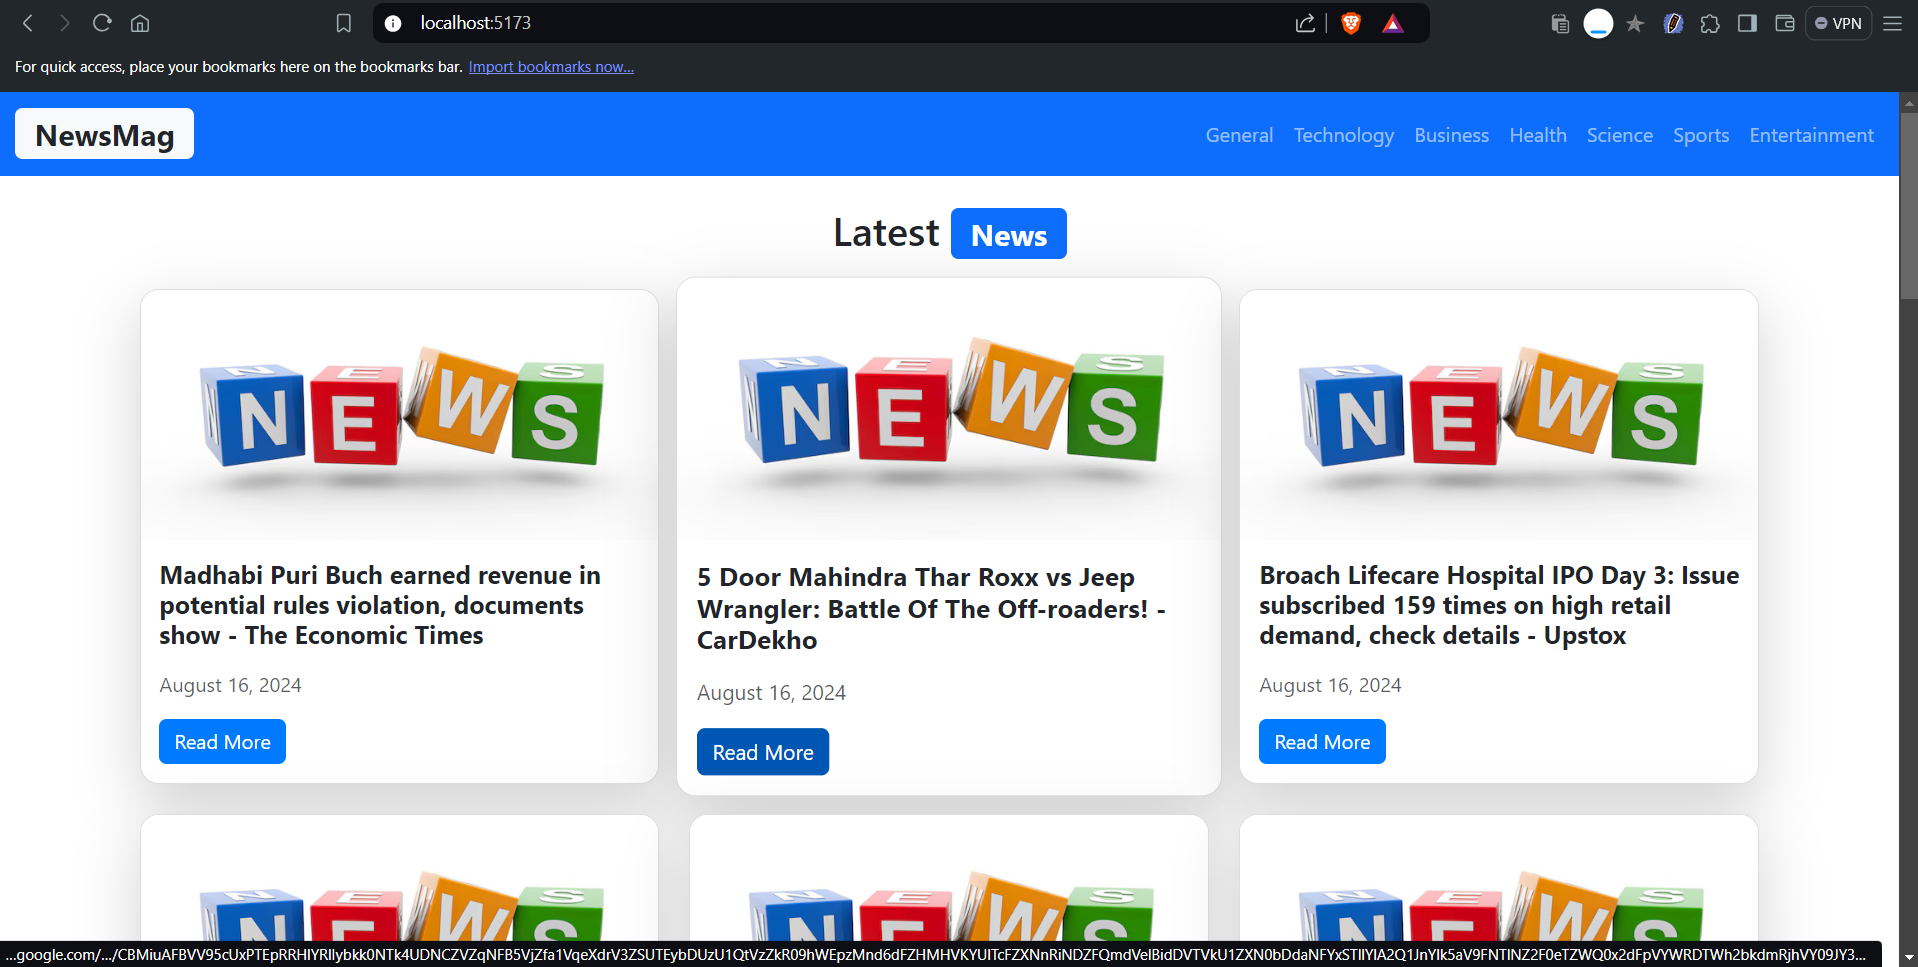 localhost:5173
VPN
For quick access, place your bookmarks here on the bookmarks bar. Import bookmarks now...
NewsMag
General Technology Business Health Science Sports Entertainment
Latest News
NEWS
NEWS
NEWS
Madhabi Puri Buch earned revenue in
potential rules violation, documents
show - The Economic Times
August 16, 2024
Read More
5 Door Mahindra Thar Roxx vs Jeep
Wrangler: Battle Of The Off-roaders! -
CarDekho
August 16, 2024
Read More
Broach Lifecare Hospital IPO Day 3: Issue
subscribed 159 times on high retail
demand, check details - Upstox
August 16, 2024
Read More
NEWS
NEWS
NEWS